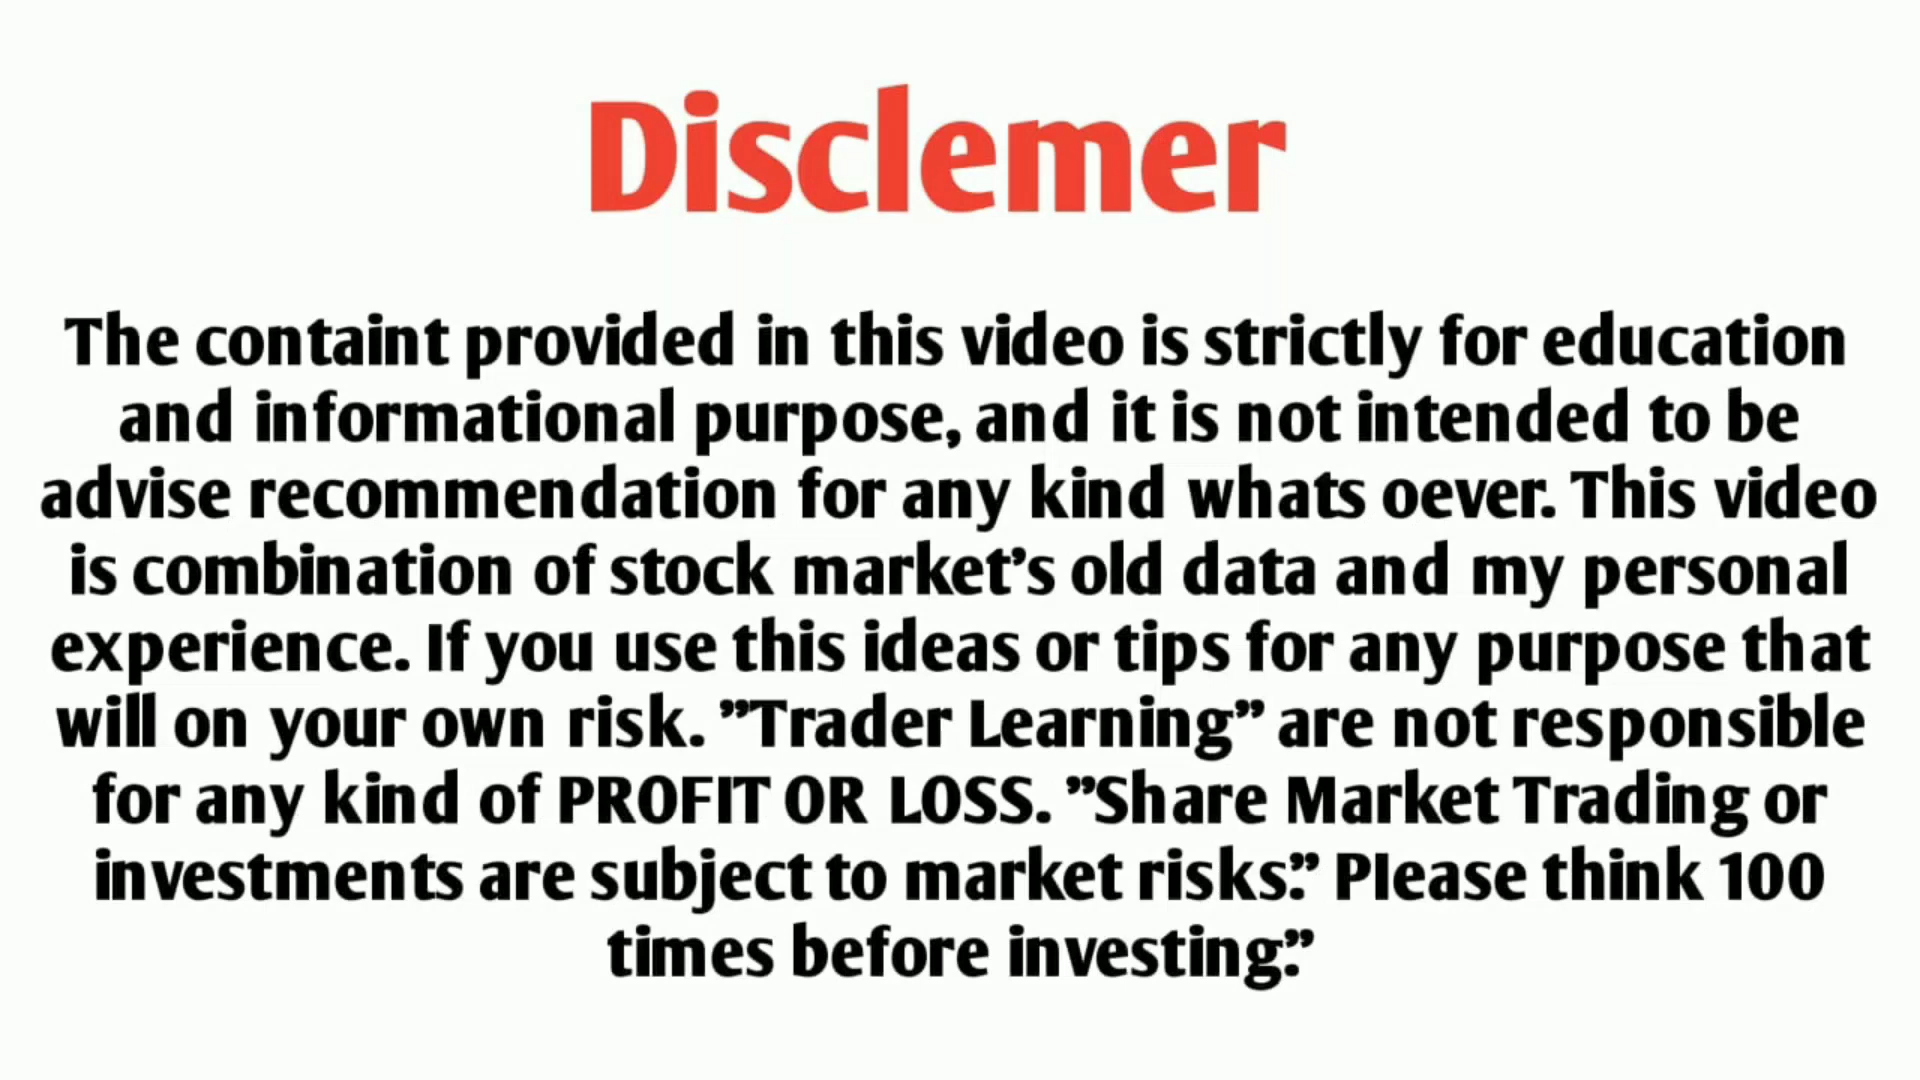 Disclemer
The containt provided in this video is strictly for education
and informational purpose, and it is not intended to be
advise recommendation for any kind whats oever. This video
is combination of stock market’s old data and my personal
experience. If you use this ideas or tips for any purpose that
will on your own risk. ”Trader Learning” are not responsible
for any kind of PROFIT OR LOSS. ”Share Market Trading or
investments are subject to market risks.” Please think 100
times before investing.”